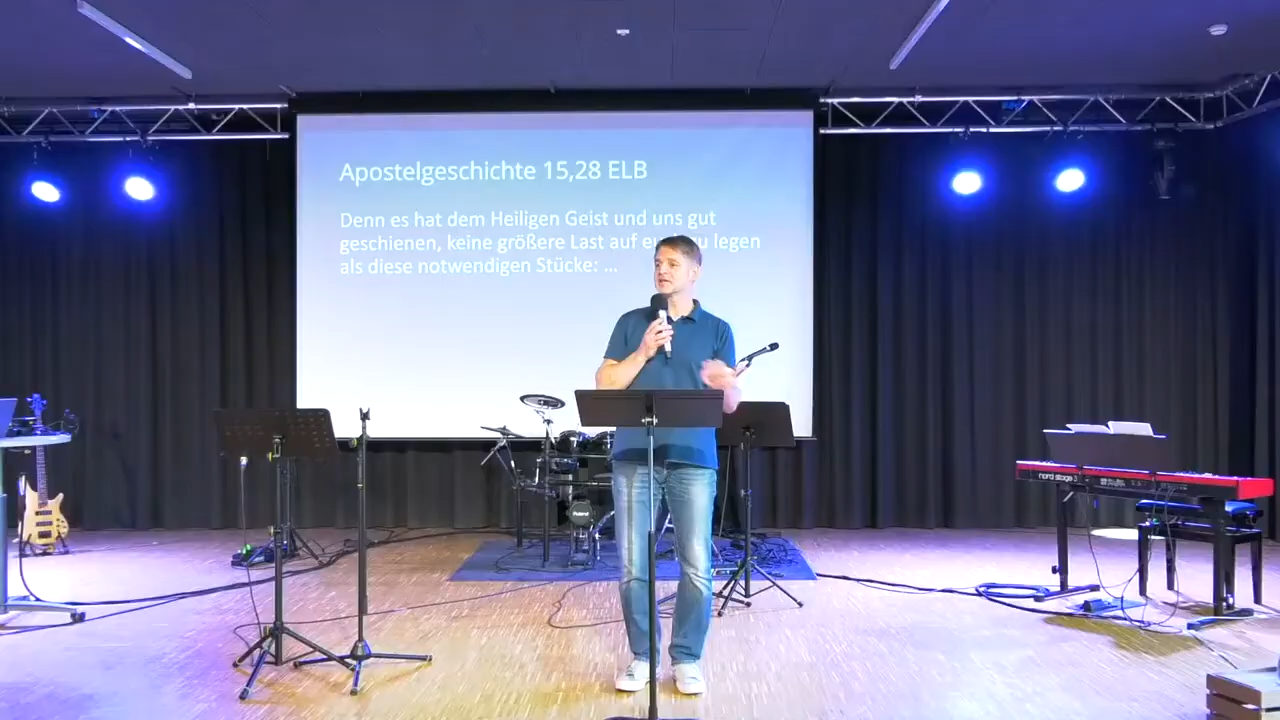 Apostelgeschichte 15,28 ELB
Denn es hat dem Heiligen Geist und uns gut
geschienen, keine größere Last auf legen
als diese notwendigen Stücke: ...
nord stage 3
Roland